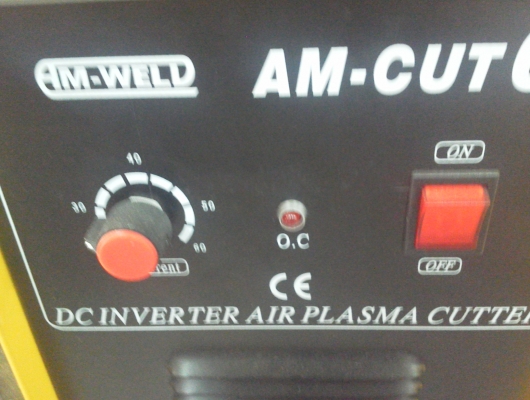 AM-WELD
AM-CUT
ON
40
30
50
60
O.C
OFF
CE
DC INVERTER AIR PLASMA CUTTER